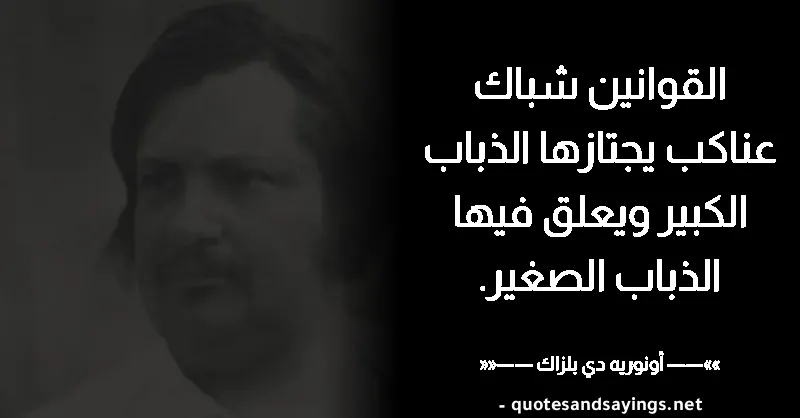 القوانين شباك
عناكب يجتازها الذباب
الكبير ويعلق فيها
الذباب الصغير.
»»——— أونوريه دي بلزاك ———««
- quotesandsayings.net